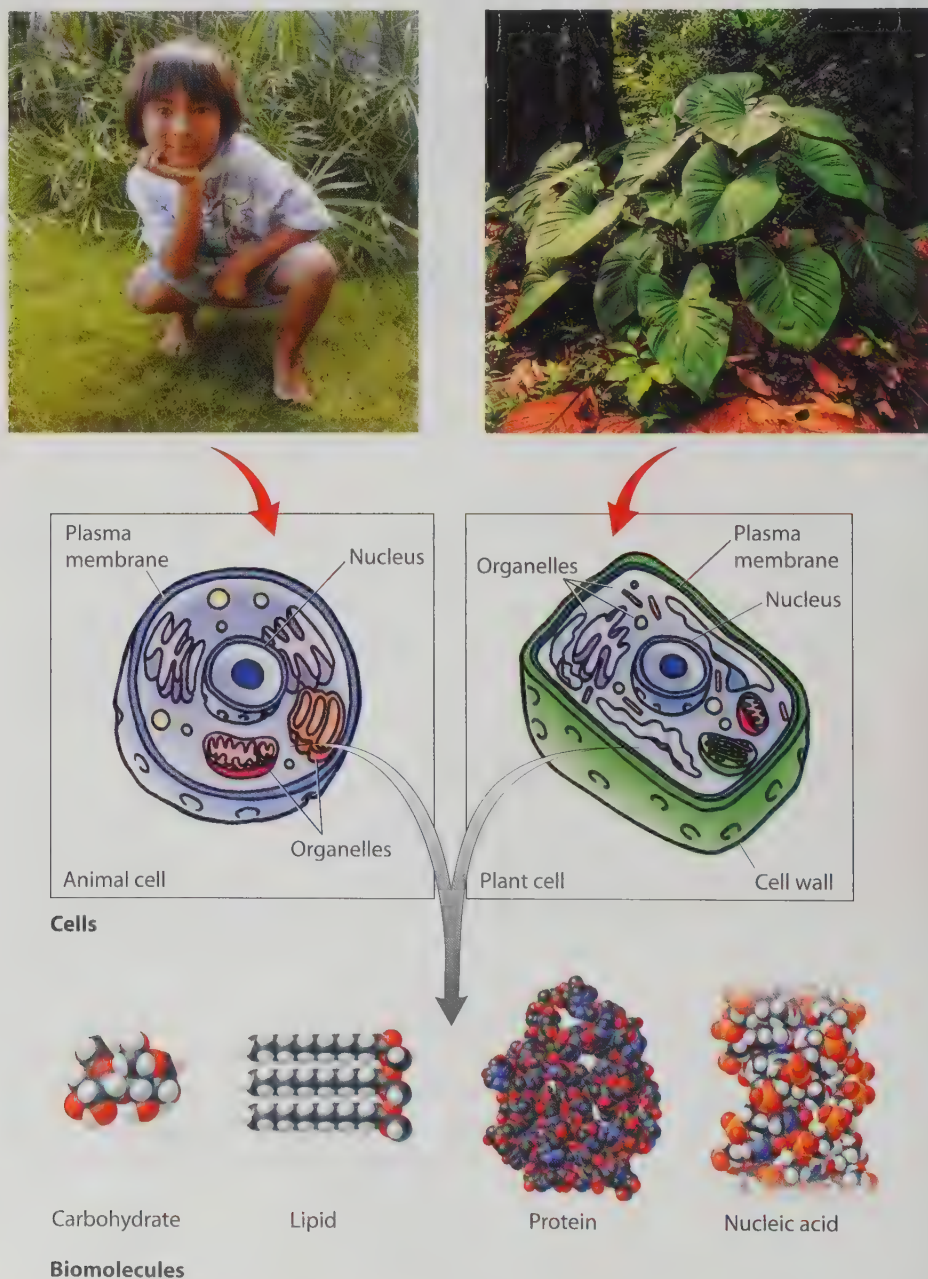 Plasma
membrane
Nucleus
Organelles
Animal cell
Organelles
Plasma
membrane
Nucleus
Plant cell
Cell wall
Cells
Carbohydrate
Lipid
Protein
Nucleic acid
Biomolecules